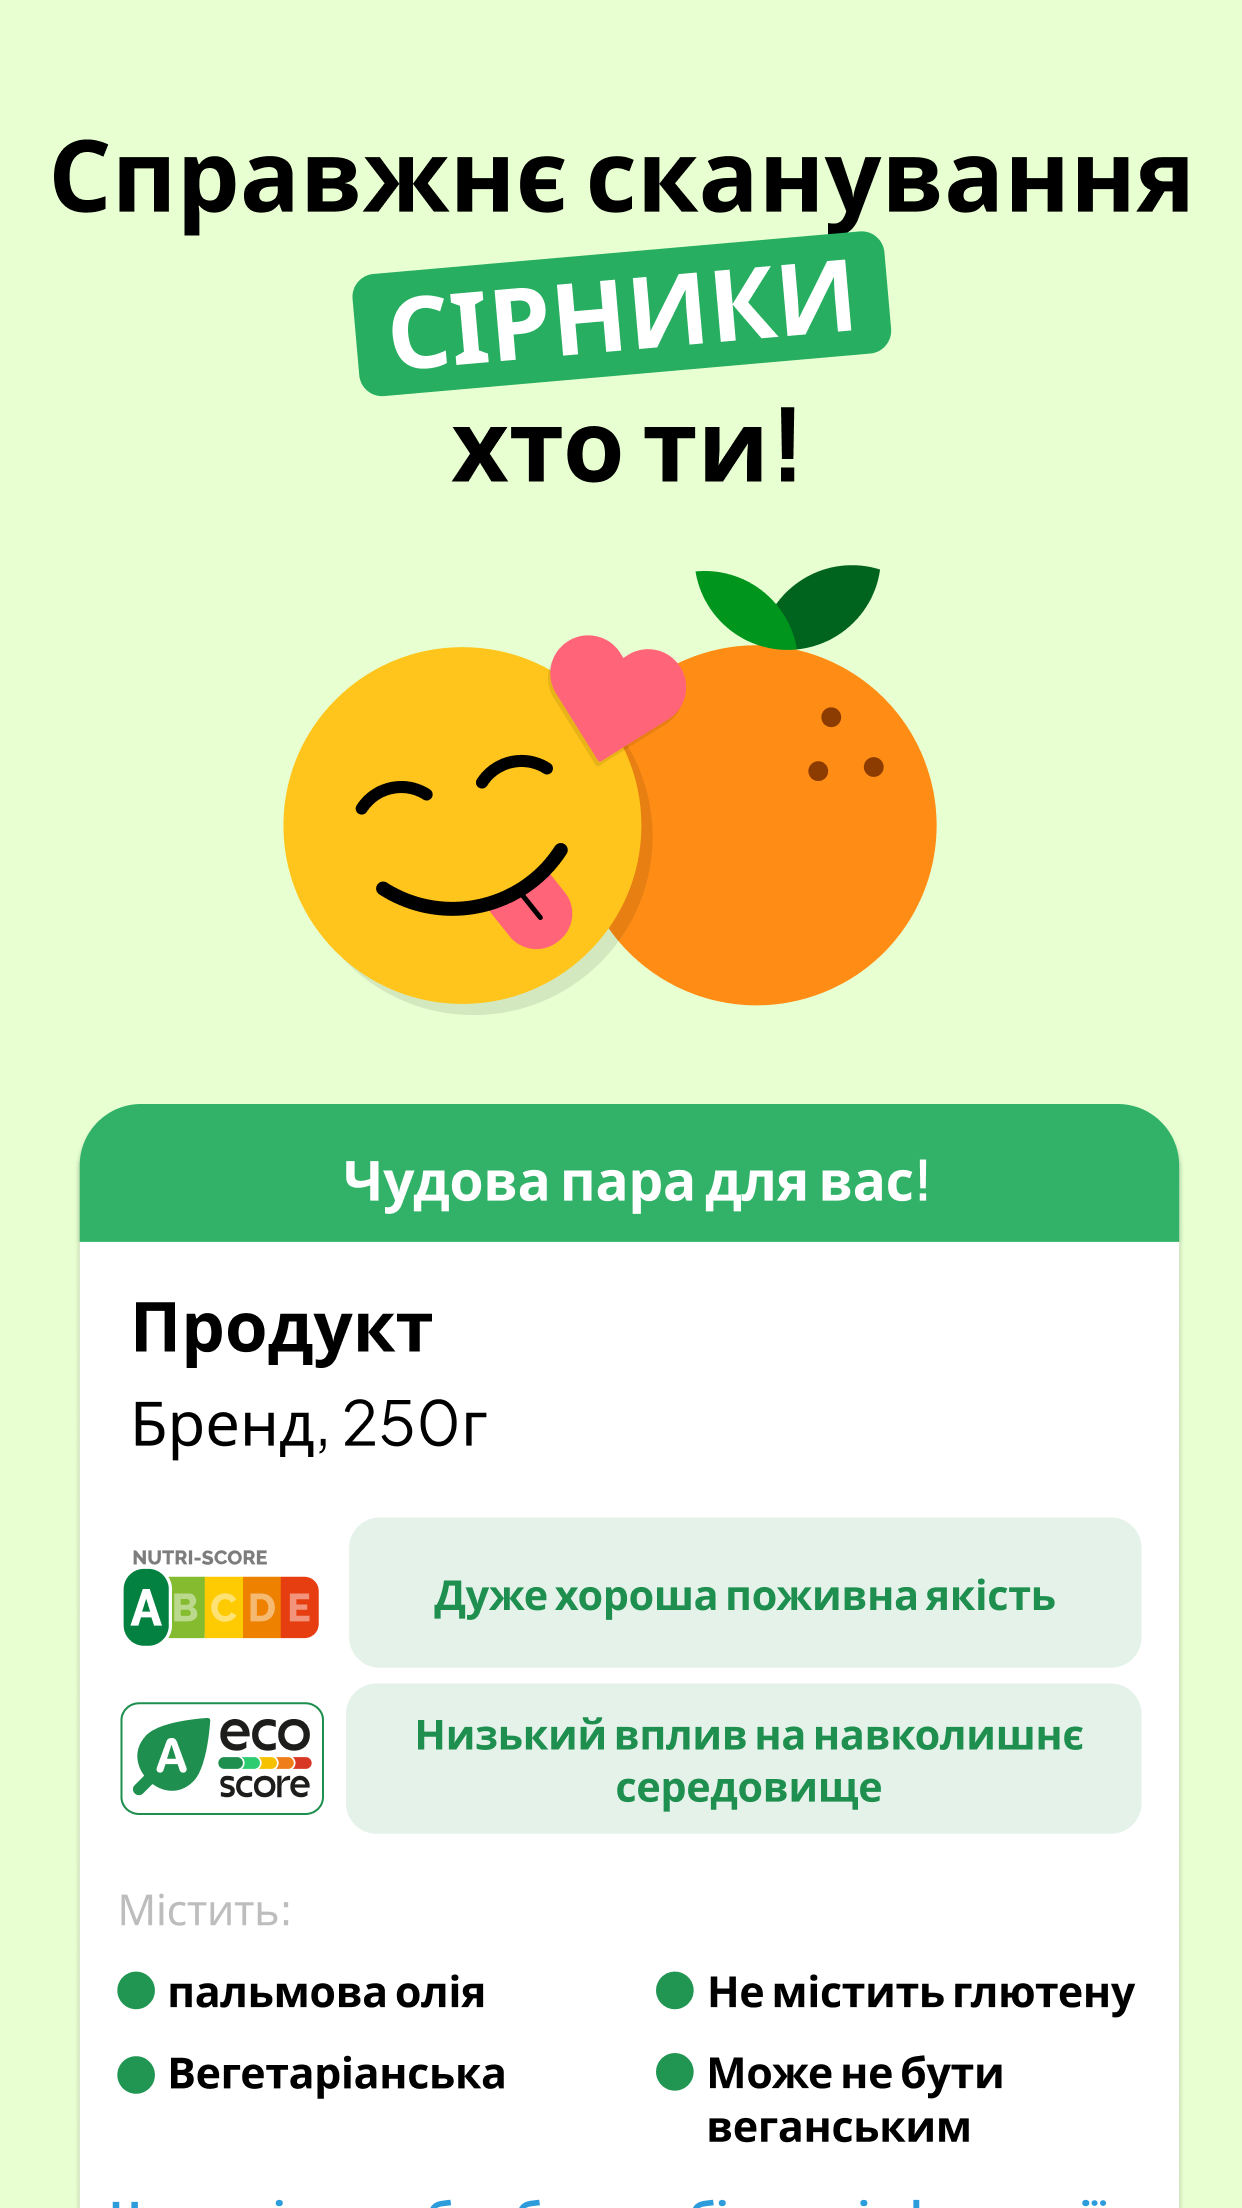 Справжнє сканування
СІРНИКИ
хто ти!
Чудова пара для вас!
Продукт
Бренд, 250г
NUTRI-SCORE
A B C D E
Дуже хороша поживна якість
A eco
score
Низький вплив на навколишнє
середовище
Містить:
пальмова олія
Не містить глютену
Вегетаріанська
Може не бути
веганським